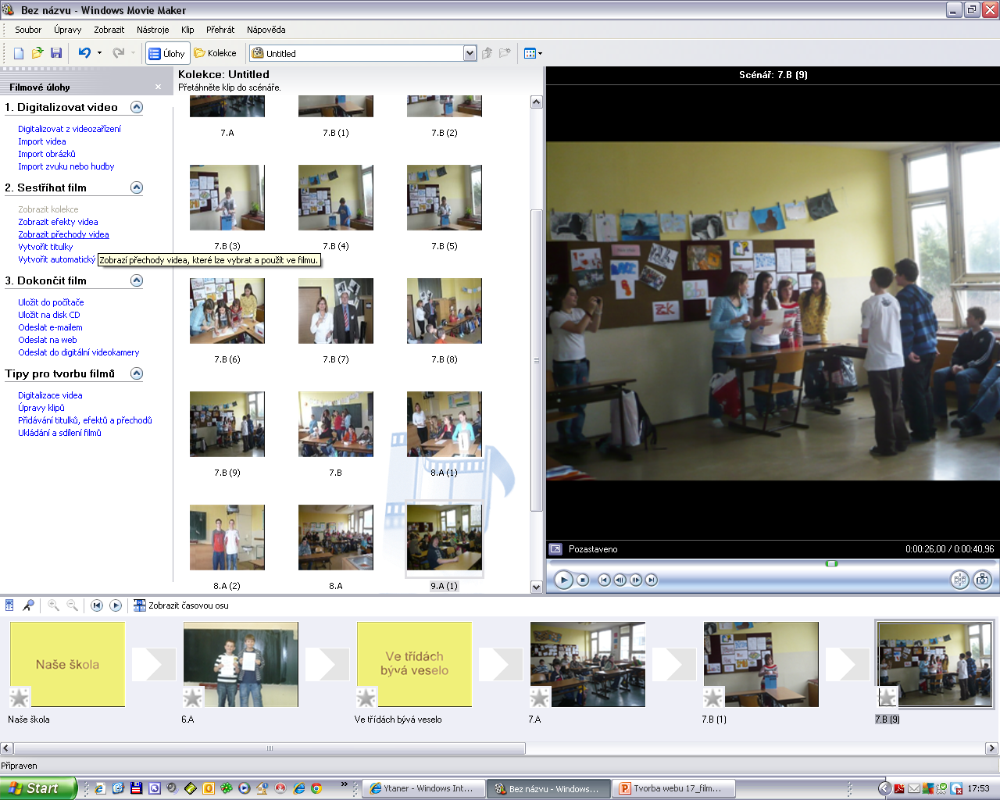 Bez názvu - Windows Movie Maker
Soubor Úpravy Zobrazit Nástroje Klip Přehrát Nápověda
Úlohy Kolekce Untitled
Filmové úlohy
1. Digitalizovat video
Digitalizovat z videozařízení
Import videa
Import obrázků
Import zvuku nebo hudby
2. Sestříhat film
Zobrazit kolekce
Zobrazit efekty videa
Zobrazit přechody videa
Vytvořit titulky
Vytvořit automatický
Zobrazí přechody videa, které lze vybrat a použít ve filmu.
3. Dokončit film
Uložit do počítače
Uložit na disk CD
Odeslat e-mailem
Odeslat na web
Odeslat do digitální videokamery
Tipy pro tvorbu filmů
Digitalizace videa
Úpravy klipů
Přidávání titulků, efektů a přechodů
Ukládání a sdílení filmů
Kolekce: Untitled
Přetáhněte klip do scénáře.
7.A 7.B (1) 7.B (2)
7.B (3) 7.B (4) 7.B (5)
7.B (6) 7.B (7) 7.B (8)
7.B (9) 7.B 8.A (1)
8.A (2) 8.A 9.A (1)
Scénář: 7.B (9)
ZK
Pozastaveno 0:00:26,00 / 0:00:40,96
Zobrazit časovou osu
Naše škola
Ve třídách
bývá veselo
Naše škola 6.A Ve třídách bývá veselo 7.A 7.B (1) 7.B (9)
Připraven
Start Ytaner - Windows Int... Bez názvu - Windows... Tvorba webu 17_film... 17:53